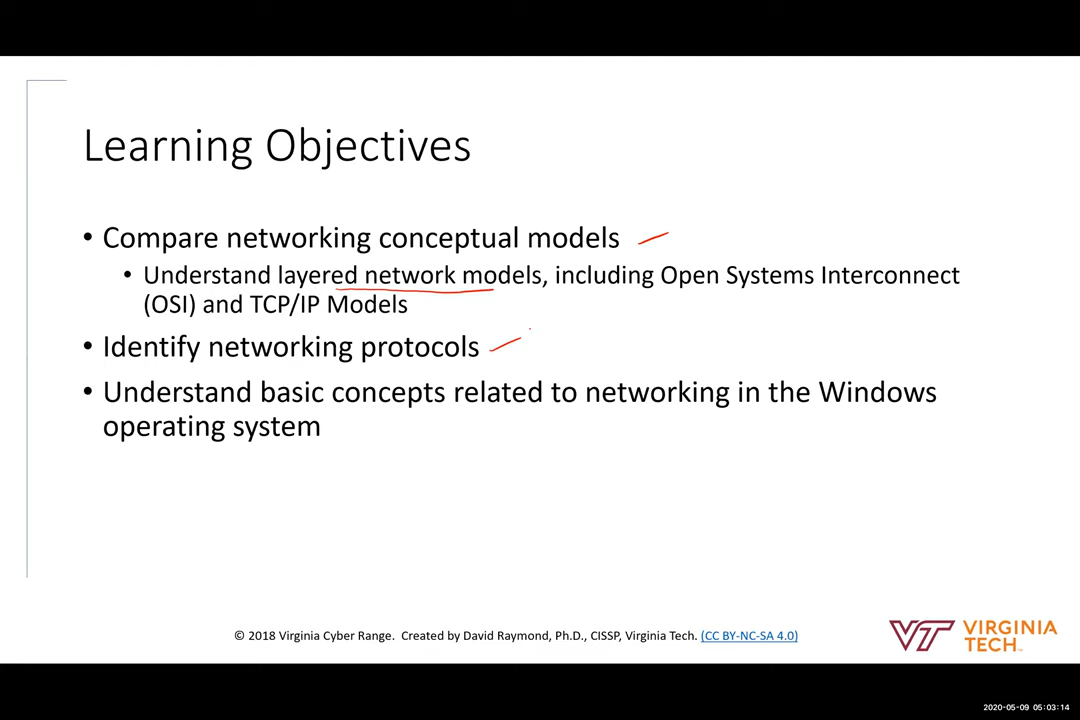 Learning Objectives
• Compare networking conceptual models
• Understand layered network models, including Open Systems Interconnect
(OSI) and TCP/IP Models
• Identify networking protocols
• Understand basic concepts related to networking in the Windows
operating system
© 2018 Virginia Cyber Range. Created by David Raymond, Ph.D., CISSP, Virginia Tech. (CC BY-NC-SA 4.0)
VT VIRGINIA
TECH™
2020-05-09 05:03:14